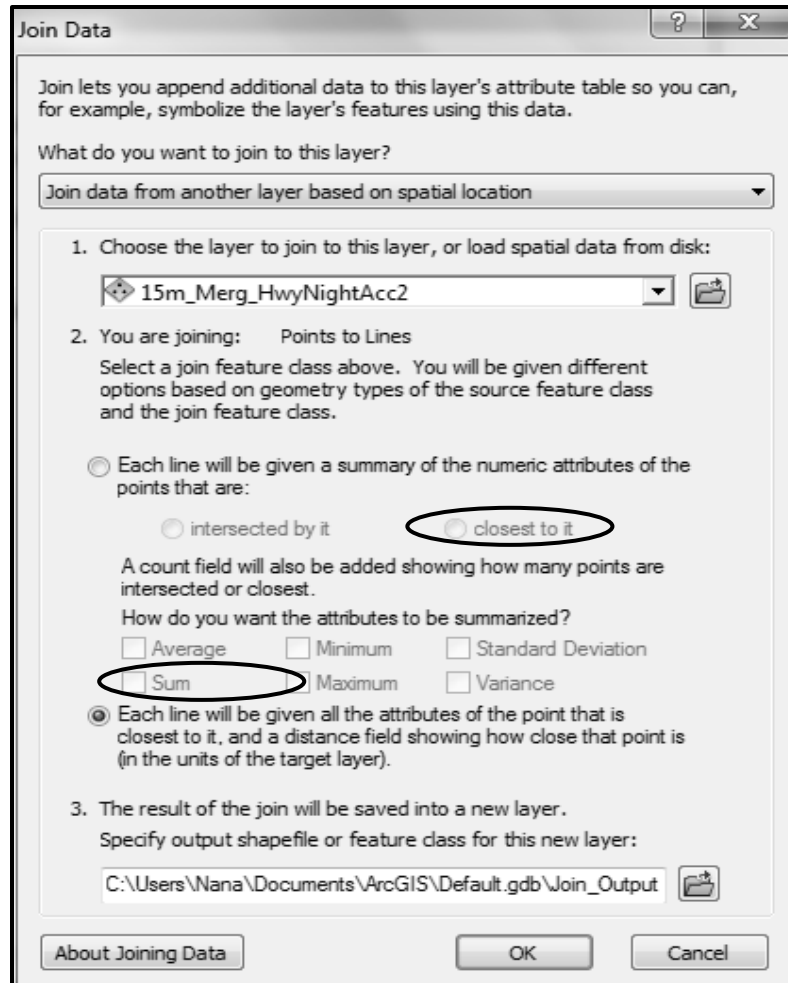 Join Data
Join lets you append additional data to this layer's attribute table so you can,
for example, symbolize the layer's features using this data.
What do you want to join to this layer?
Join data from another layer based on spatial location
1. Choose the layer to join to this layer, or load spatial data from disk:
15m_Merg_HwyNightAcc2
2. You are joining: Points to Lines
Select a join feature class above. You will be given different
options based on geometry types of the source feature class
and the join feature class.
Each line will be given a summary of the numeric attributes of the
points that are:
intersected by it closest to it
A count field will also be added showing how many points are
intersected or closest.
How do you want the attributes to be summarized?
Average Minimum Standard Deviation
Sum Maximum Variance
Each line will be given all the attributes of the point that is
closest to it, and a distance field showing how close that point is
(in the units of the target layer).
3. The result of the join will be saved into a new layer.
Specify output shapefile or feature class for this new layer:
C:\Users\Nana\Documents\ArcGIS\Default.gdb\Join_Output
About Joining Data OK Cancel